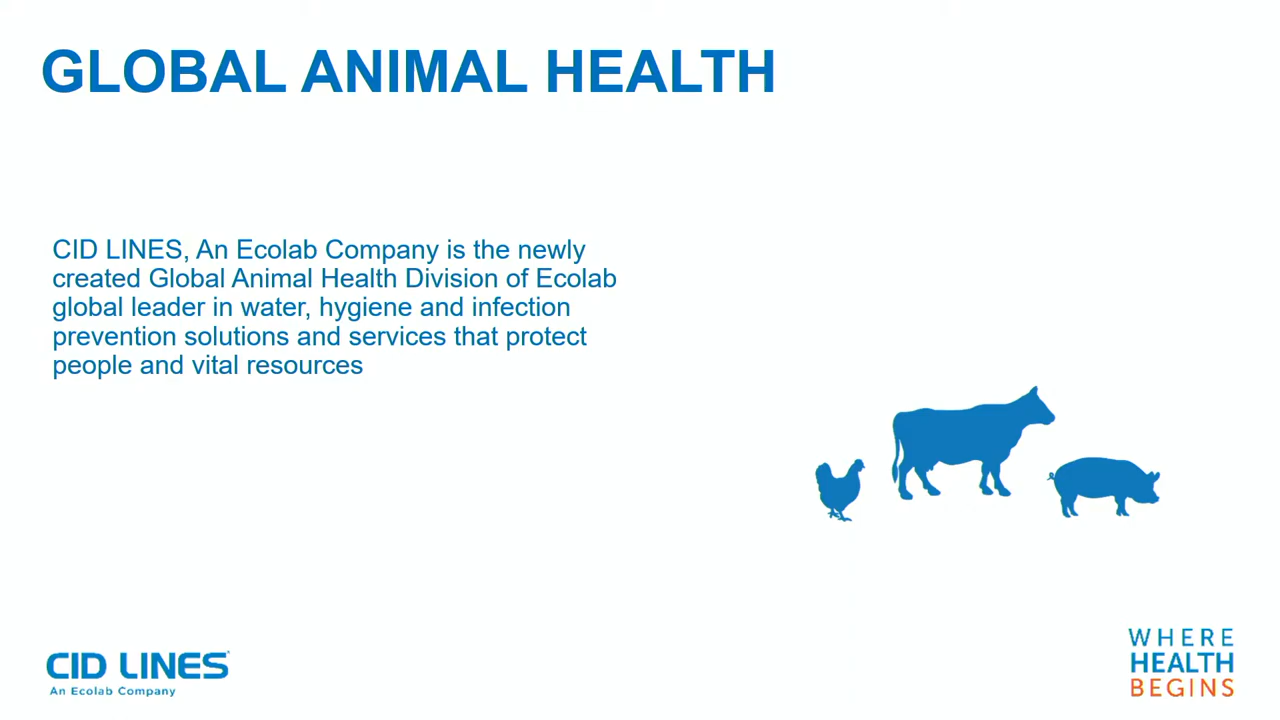 GLOBAL ANIMAL HEALTH
CID LINES, An Ecolab Company is the newly
created Global Animal Health Division of Ecolab
global leader in water, hygiene and infection
prevention solutions and services that protect
people and vital resources
CID LINES
An Ecolab Company
WHERE
HEALTH
BEGINS